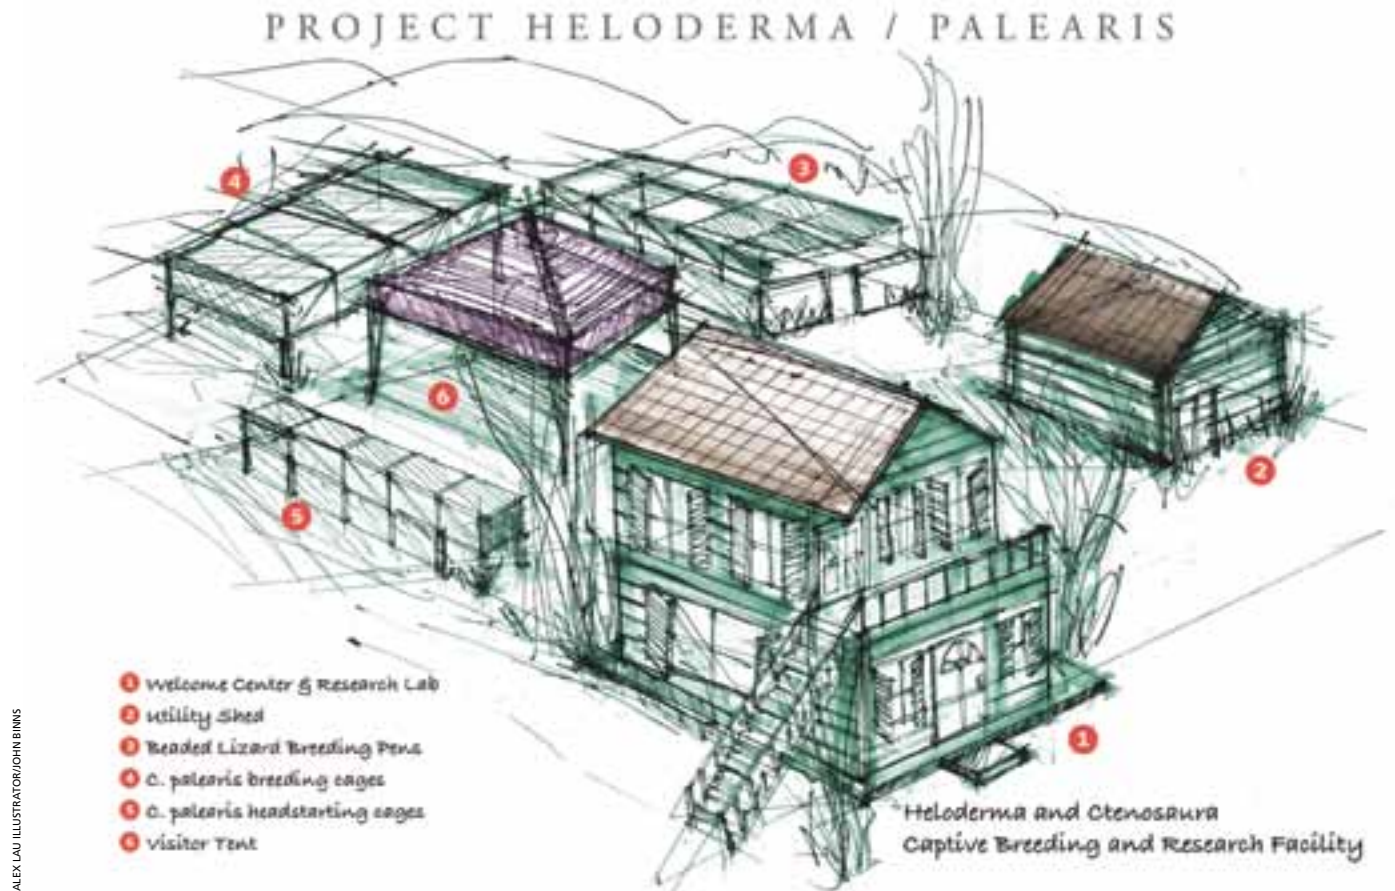 PROJECT HELODERMA / PALEARIS
4
3
6
2
5
1
1 Welcome Center & Research Lab
2 Utility Shed
3 Beaded Lizard Breeding Pens
4 C. palearis breeding cages
5 C. palearis headstarting cages
6 Visitor Tent
Heloderma and Ctenosaura
Captive Breeding and Research Facility
ALEX LAU ILLUSTRATOR/JOHN BINNS